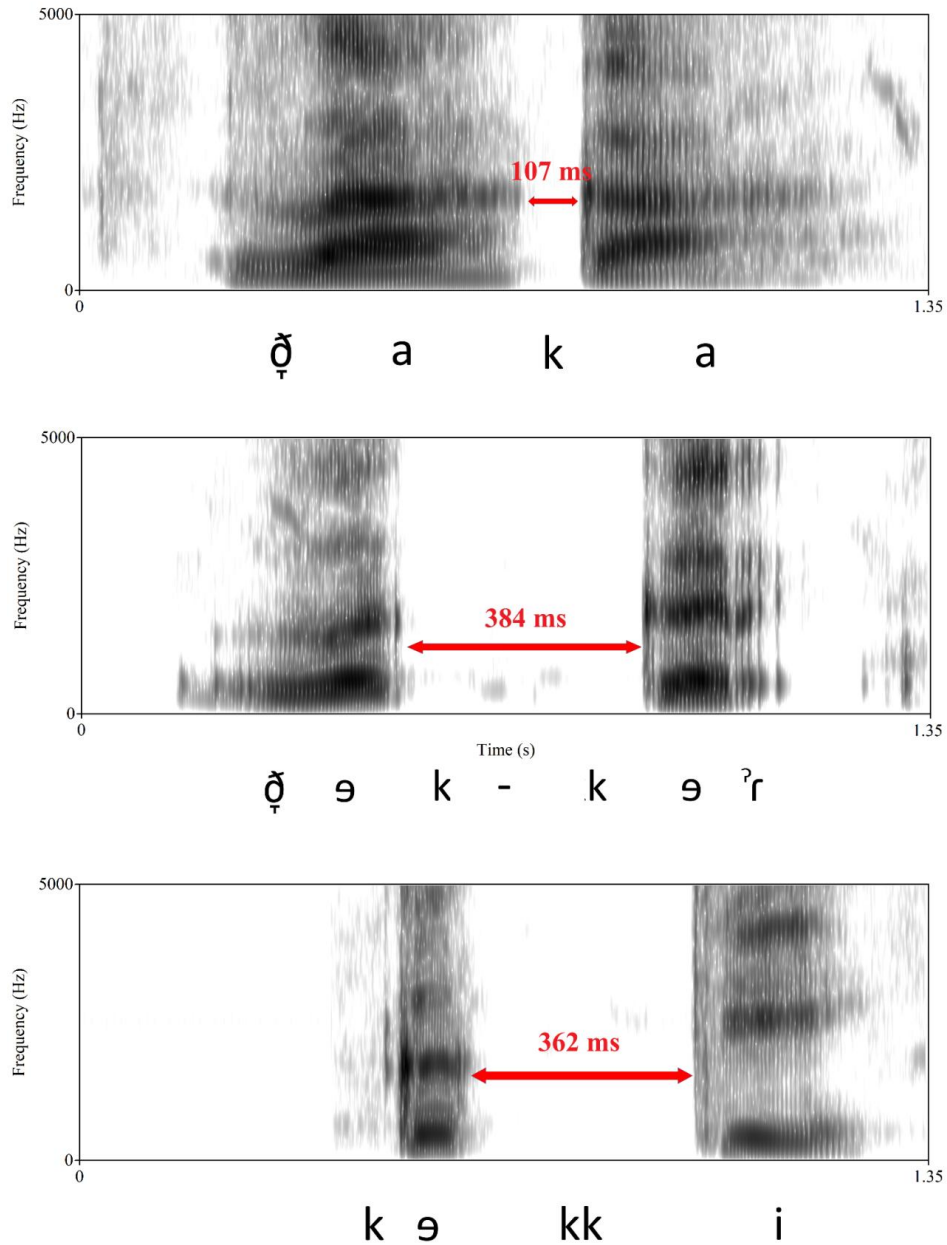 5000
Frequency (Hz)
107 ms
0
0 1.35
ð̞̠ a k a
5000
Frequency (Hz)
384 ms
0
0 1.35
Time (s)
ð̞̠ ɘ k - k ɘ ˀɾ
5000
Frequency (Hz)
362 ms
0
0 1.35
k ɘ kk i